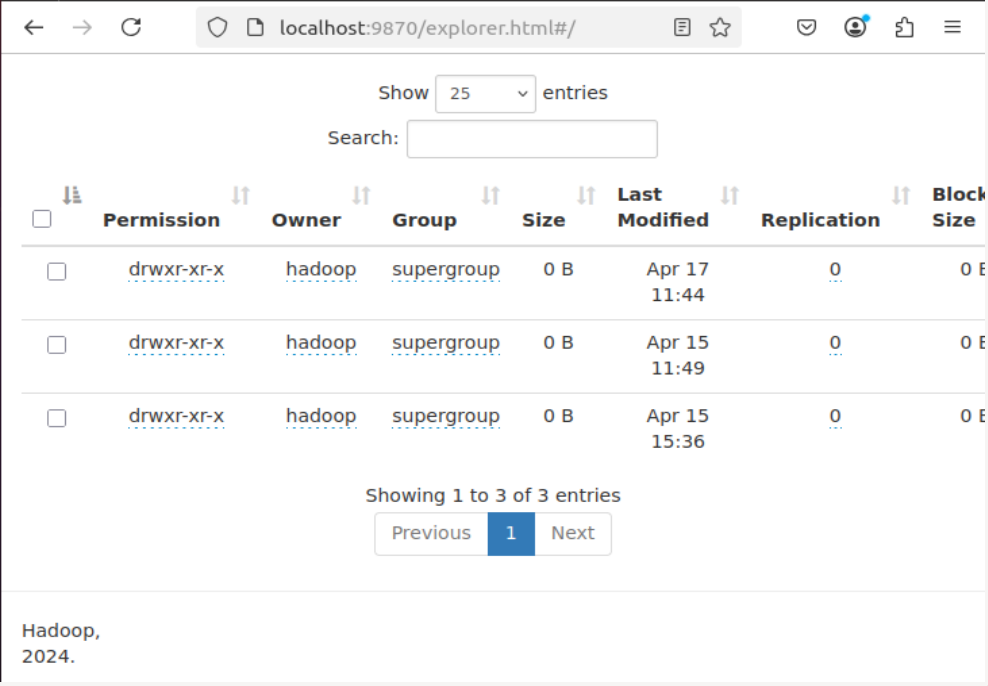 localhost:9870/explorer.html#/
Show 25 entries
Search:
Permission Owner Group Size Last Modified Replication Block Size
drwxr-xr-x hadoop supergroup 0 B Apr 17 11:44 0 0
drwxr-xr-x hadoop supergroup 0 B Apr 15 11:49 0 0
drwxr-xr-x hadoop supergroup 0 B Apr 15 15:36 0 0
Showing 1 to 3 of 3 entries
Previous 1 Next
Hadoop,
2024.